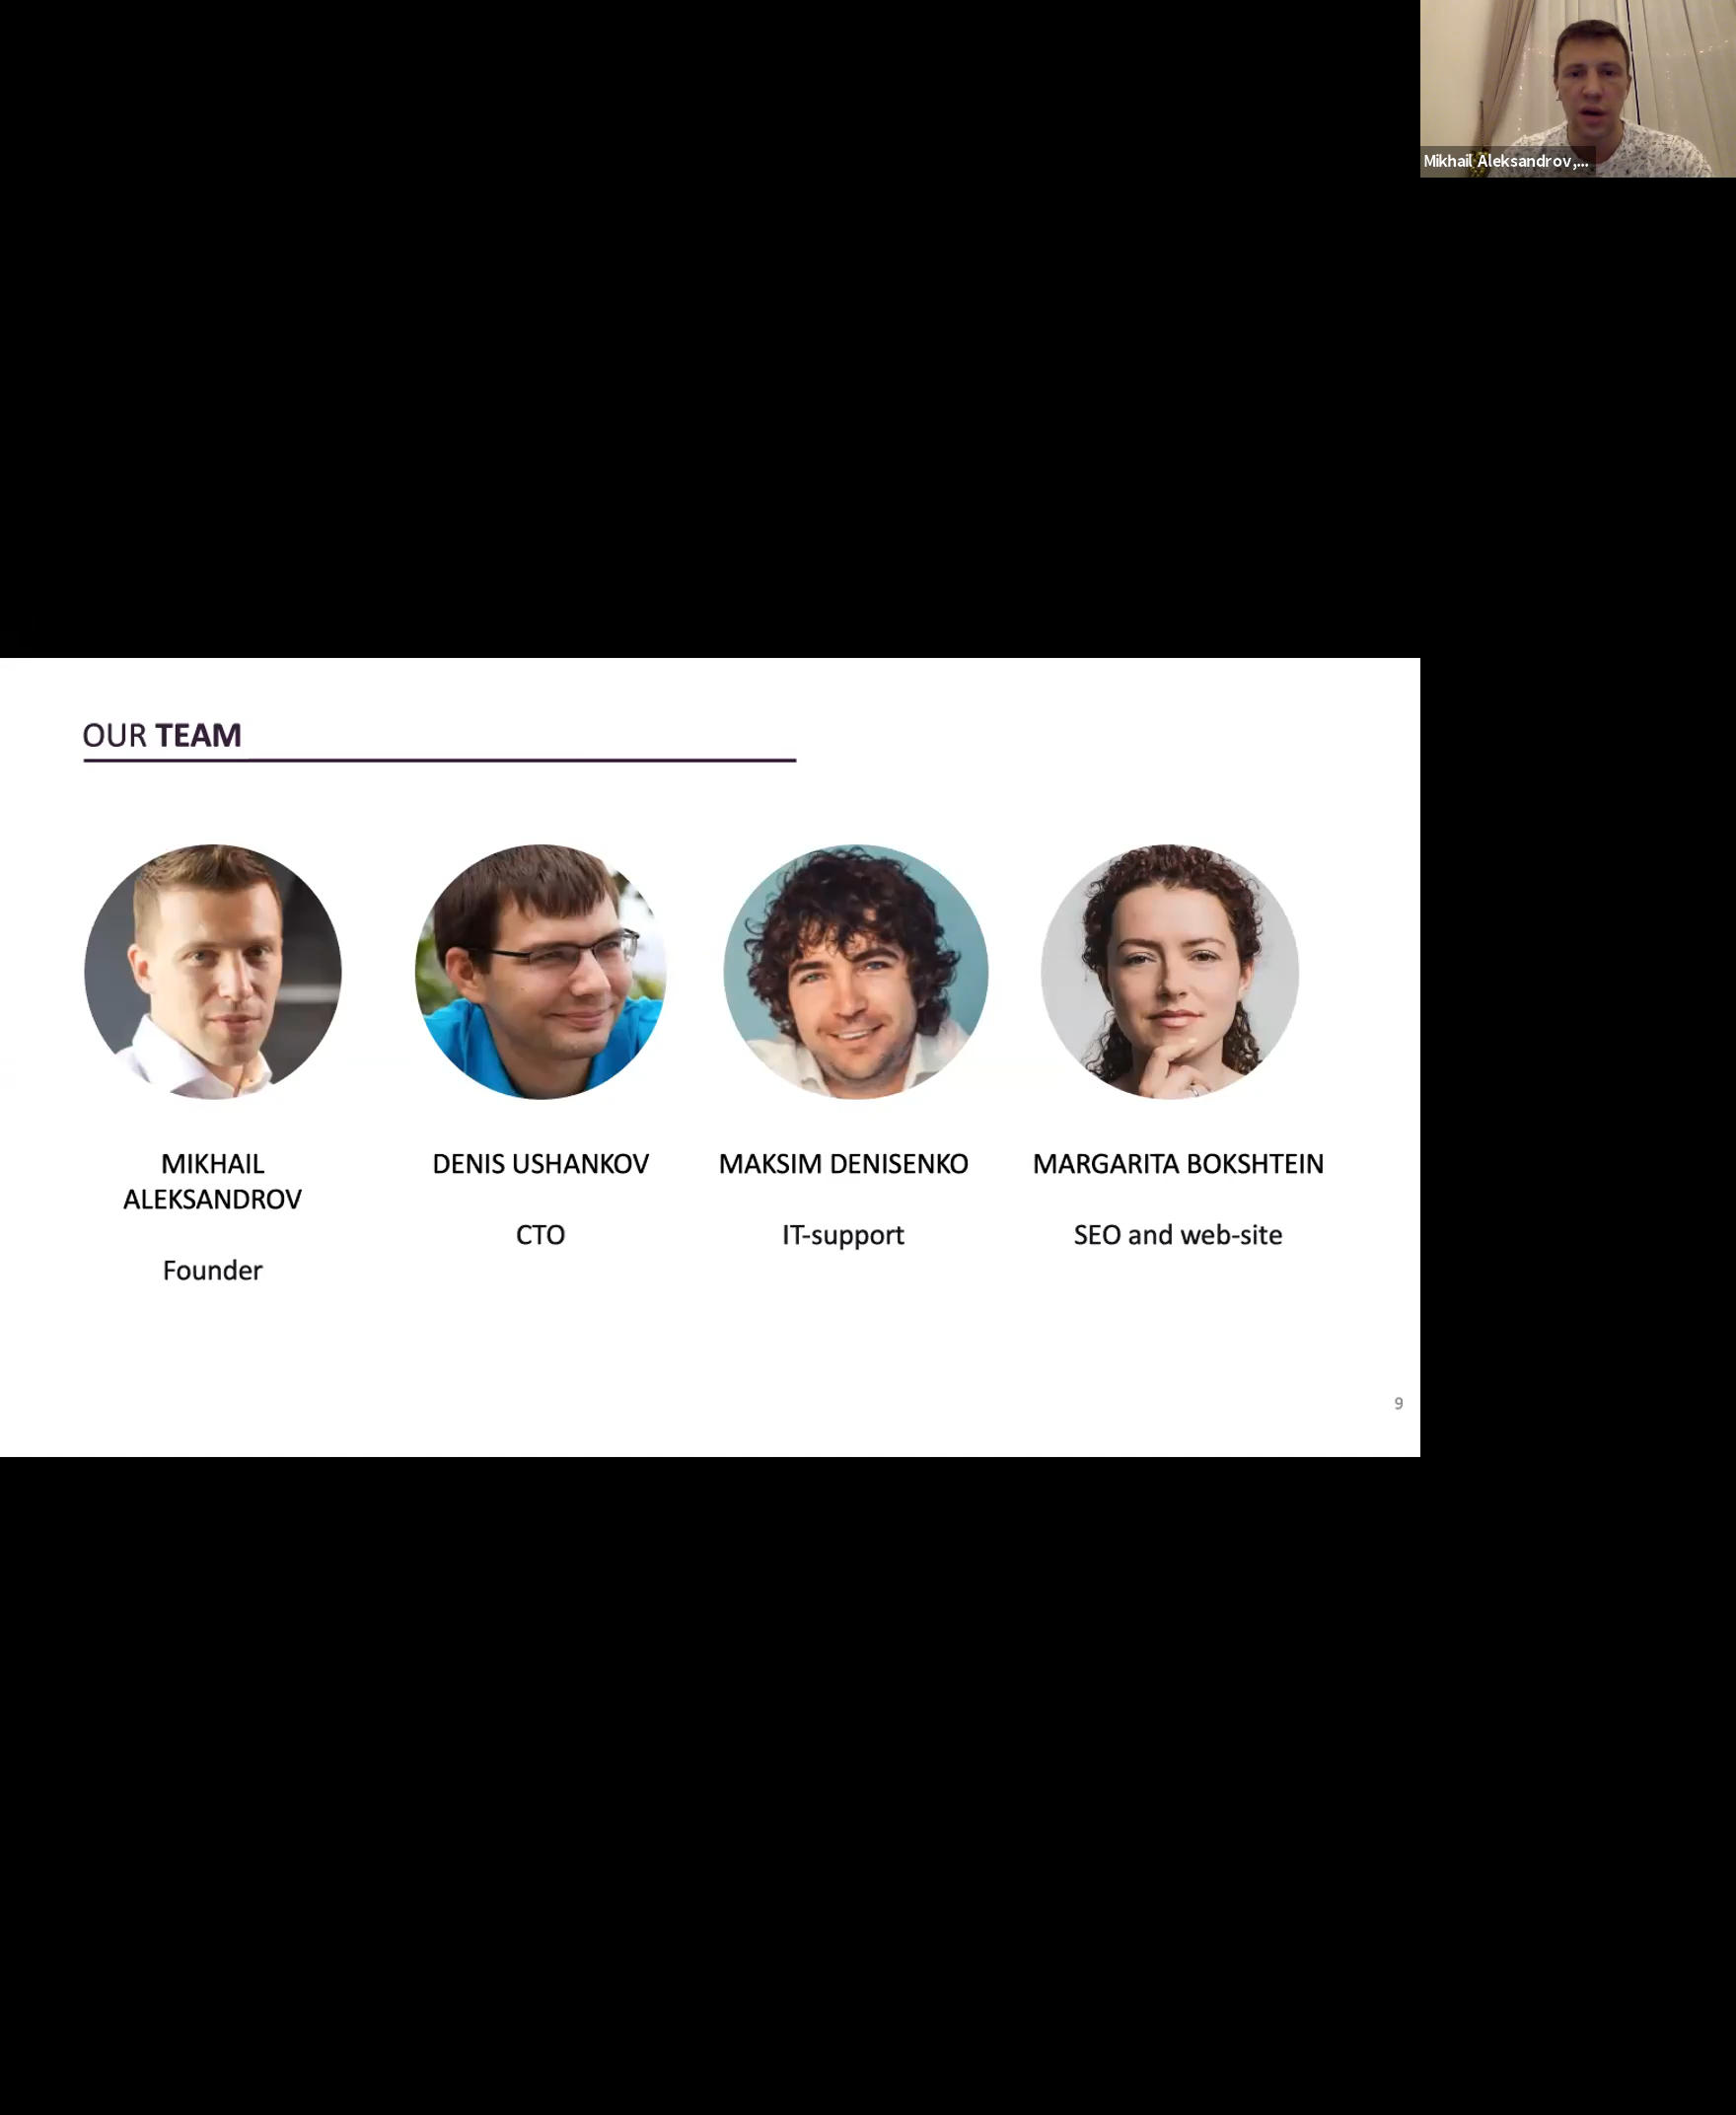 Mikhail Aleksandrov,...
OUR TEAM
MIKHAIL
ALEKSANDROV
Founder
DENIS USHANKOV
CTO
MAKSIM DENISENKO
IT-support
MARGARITA BOKSHTEIN
SEO and web-site
9